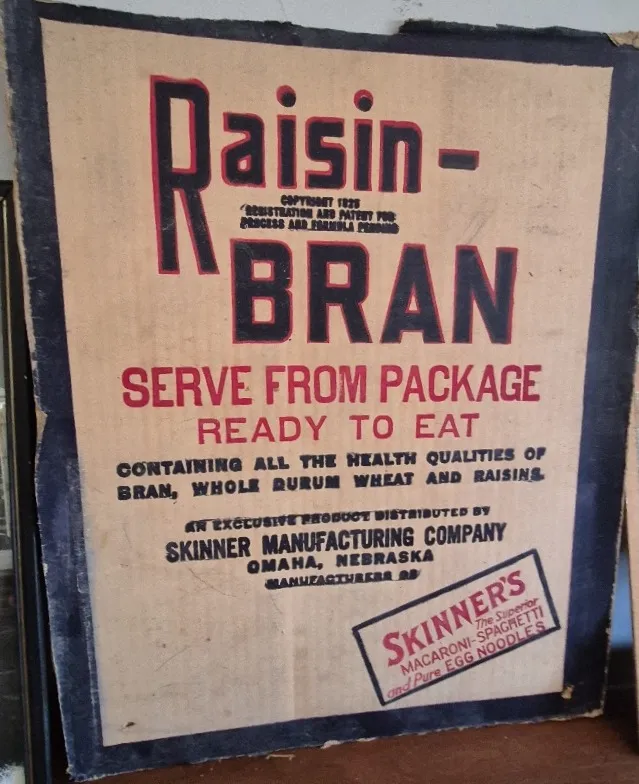 Raisin-
COPYRIGHT 1925
REGISTRATION AND PATENT FOR
PROCESS AND FORMULA PENDING
BRAN
SERVE FROM PACKAGE
READY TO EAT
CONTAINING ALL THE HEALTH QUALITIES OF
BRAN, WHOLE DURUM WHEAT AND RAISINS.
AN EXCLUSIVE PRODUCT DISTRIBUTED BY
SKINNER MANUFACTURING COMPANY
OMAHA, NEBRASKA
MANUFACTURERS OF
SKINNER'S
The Superior
MACARONI-SPAGHETTI
and Pure EGG NOODLES